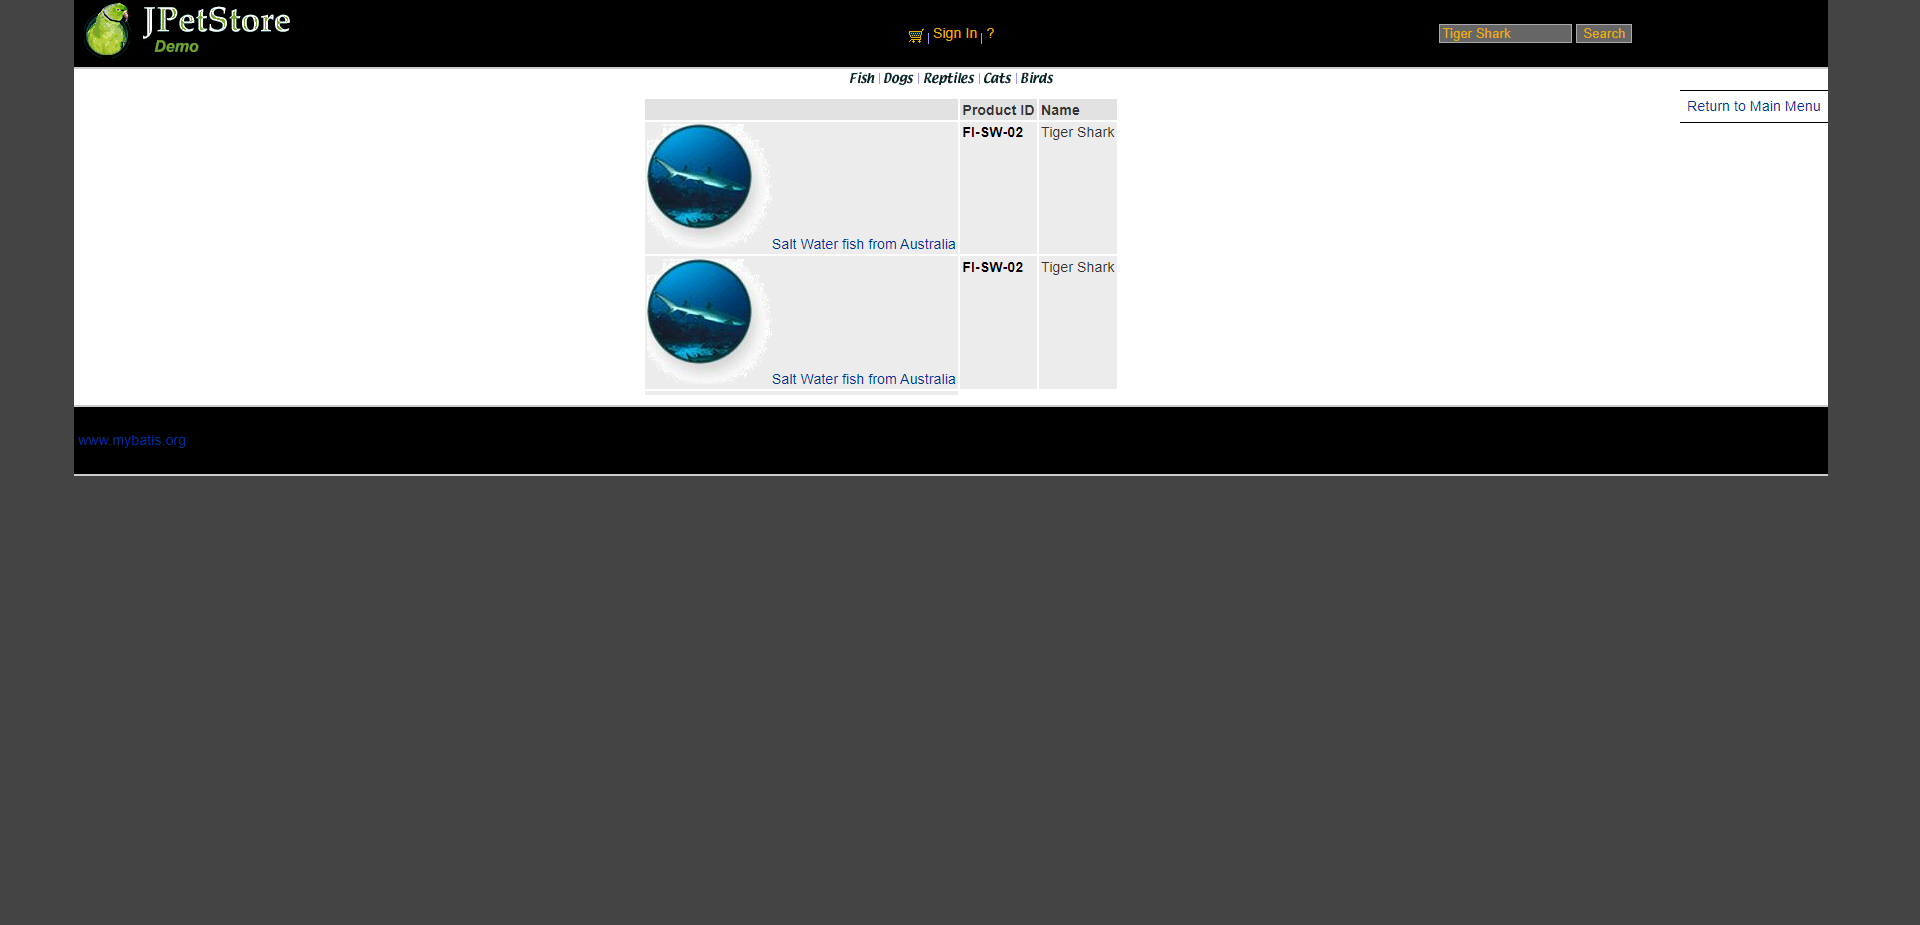 JPetStore
Demo
Sign In ?
Tiger Shark Search
Fish Dogs Reptiles Cats Birds
Return to Main Menu
Product ID Name
FI-SW-02 Tiger Shark
Salt Water fish from Australia
FI-SW-02 Tiger Shark
Salt Water fish from Australia
www.mybatis.org